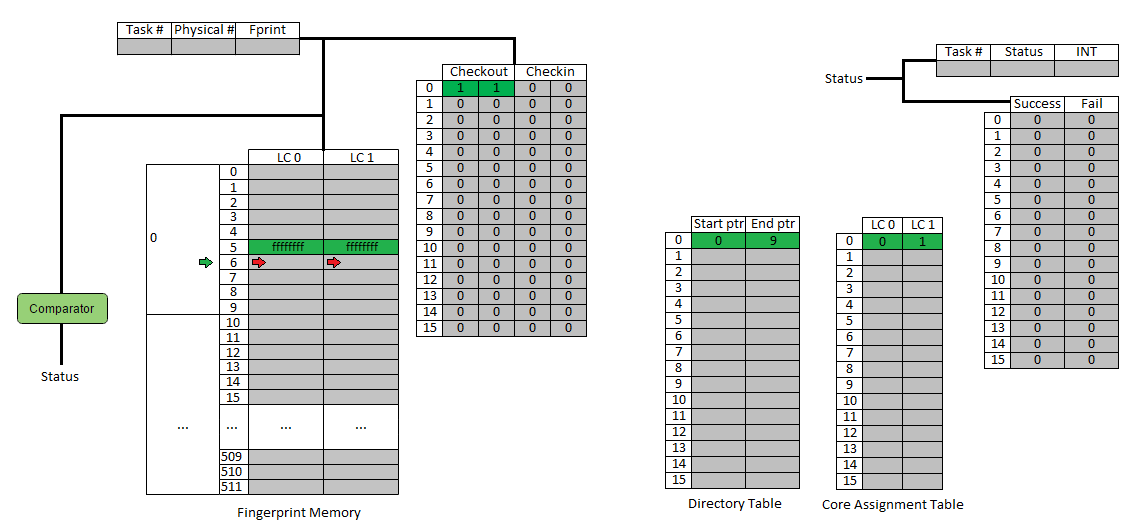 Task # Physical # Fprint
Checkout Checkin
0 1 1 0 0
1 0 0 0 0
2 0 0 0 0
3 0 0 0 0
4 0 0 0 0
5 0 0 0 0
6 0 0 0 0
7 0 0 0 0
8 0 0 0 0
9 0 0 0 0
10 0 0 0 0
11 0 0 0 0
12 0 0 0 0
13 0 0 0 0
14 0 0 0 0
15 0 0 0 0
Comparator
Status
LC 0 LC 1
0
0
1
2
3
4
5 ffffffff ffffffff
6
7
8
9
10
11
12
13
14
15
... ... ... ...
509
510
511
Fingerprint Memory
Start ptr End ptr
0 0 9
1
2
3
4
5
6
7
8
9
10
11
12
13
14
15
Directory Table
LC 0 LC 1
0 0 1
1
2
3
4
5
6
7
8
9
10
11
12
13
14
15
Core Assignment Table
Status
Task # Status INT
Success Fail
0 0 0
1 0 0
2 0 0
3 0 0
4 0 0
5 0 0
6 0 0
7 0 0
8 0 0
9 0 0
10 0 0
11 0 0
12 0 0
13 0 0
14 0 0
15 0 0